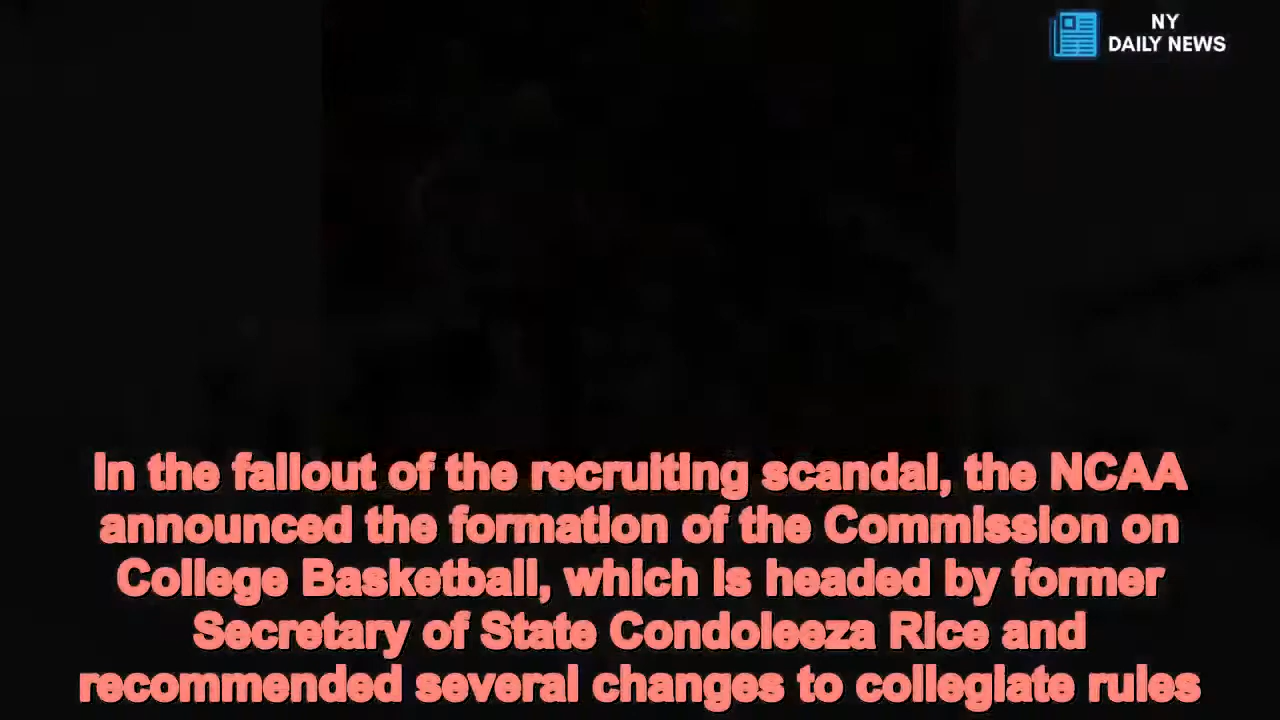 NY
DAILY NEWS
In the fallout of the recruiting scandal, the NCAA
announced the formation of the Commission on
College Basketball, which is headed by former
Secretary of State Condoleeza Rice and
recommended several changes to collegiate rules